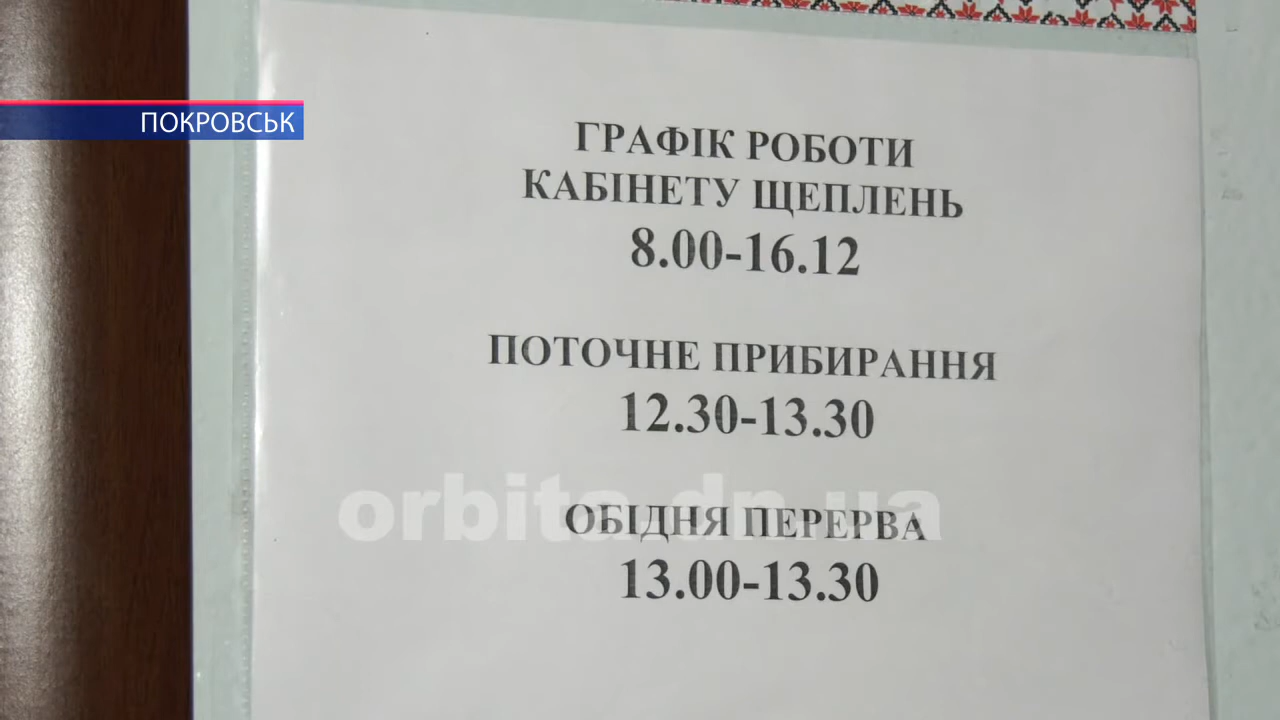 ПОКРОВСЬК
ГРАФІК РОБОТИ
КАБІНЕТУ ЩЕПЛЕНЬ
8.00-16.12
ПОТОЧНЕ ПРИБИРАННЯ
12.30-13.30
orbita.dn.ua
ОБІДНЯ ПЕРЕРВА
13.00-13.30